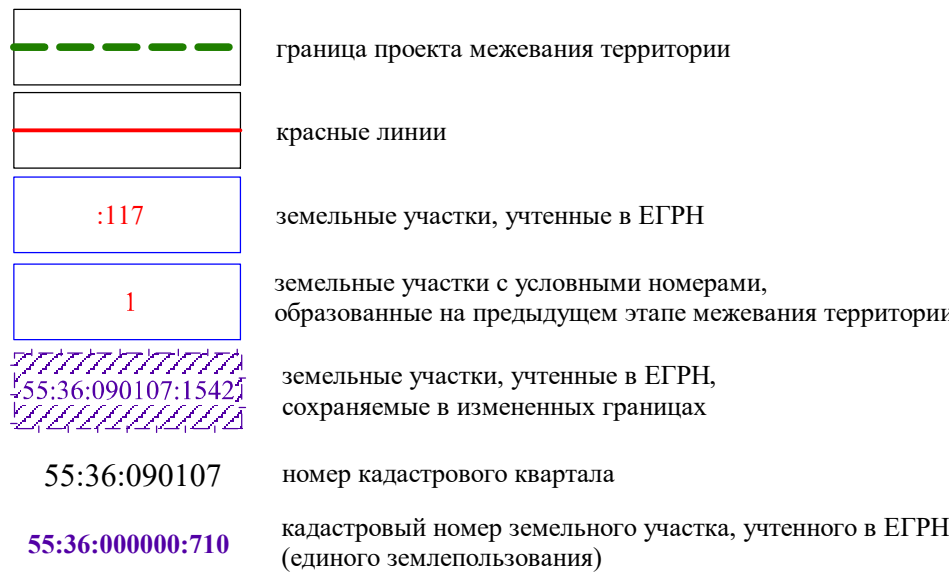 граница проекта межевания территории
красные линии
:117
земельные участки, учтенные в ЕГРН
1
земельные участки с условными номерами,
образованные на предыдущем этапе межевания территории
55:36:090107:1542
земельные участки, учтенные в ЕГРН,
сохраняемые в измененных границах
55:36:090107
номер кадастрового квартала
55:36:000000:710
кадастровый номер земельного участка, учтенного в ЕГРН
(единого землепользования)